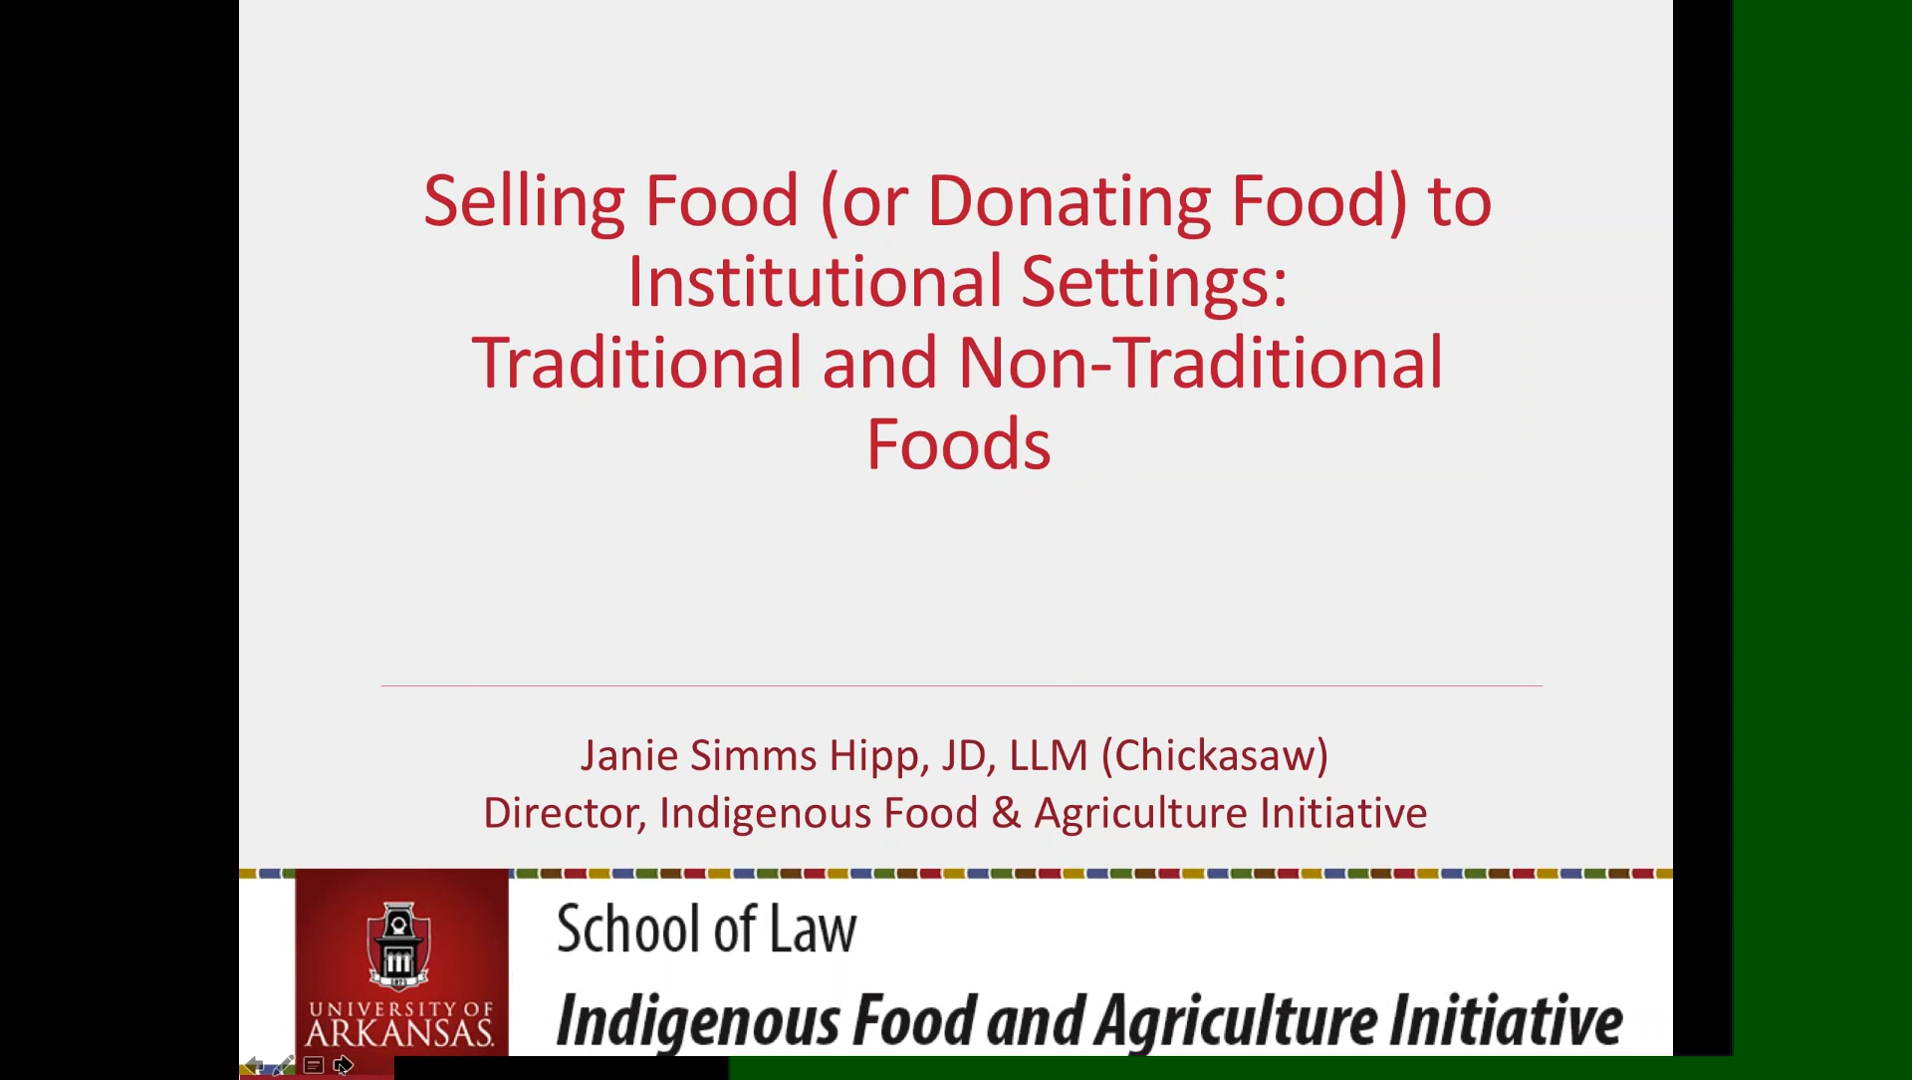 Selling Food (or Donating Food) to
Institutional Settings:
Traditional and Non-Traditional
Foods
Janie Simms Hipp, JD, LLM (Chickasaw)
Director, Indigenous Food & Agriculture Initiative
School of Law
Indigenous Food and Agriculture Initiative
UNIVERSITY OF
ARKANSAS.